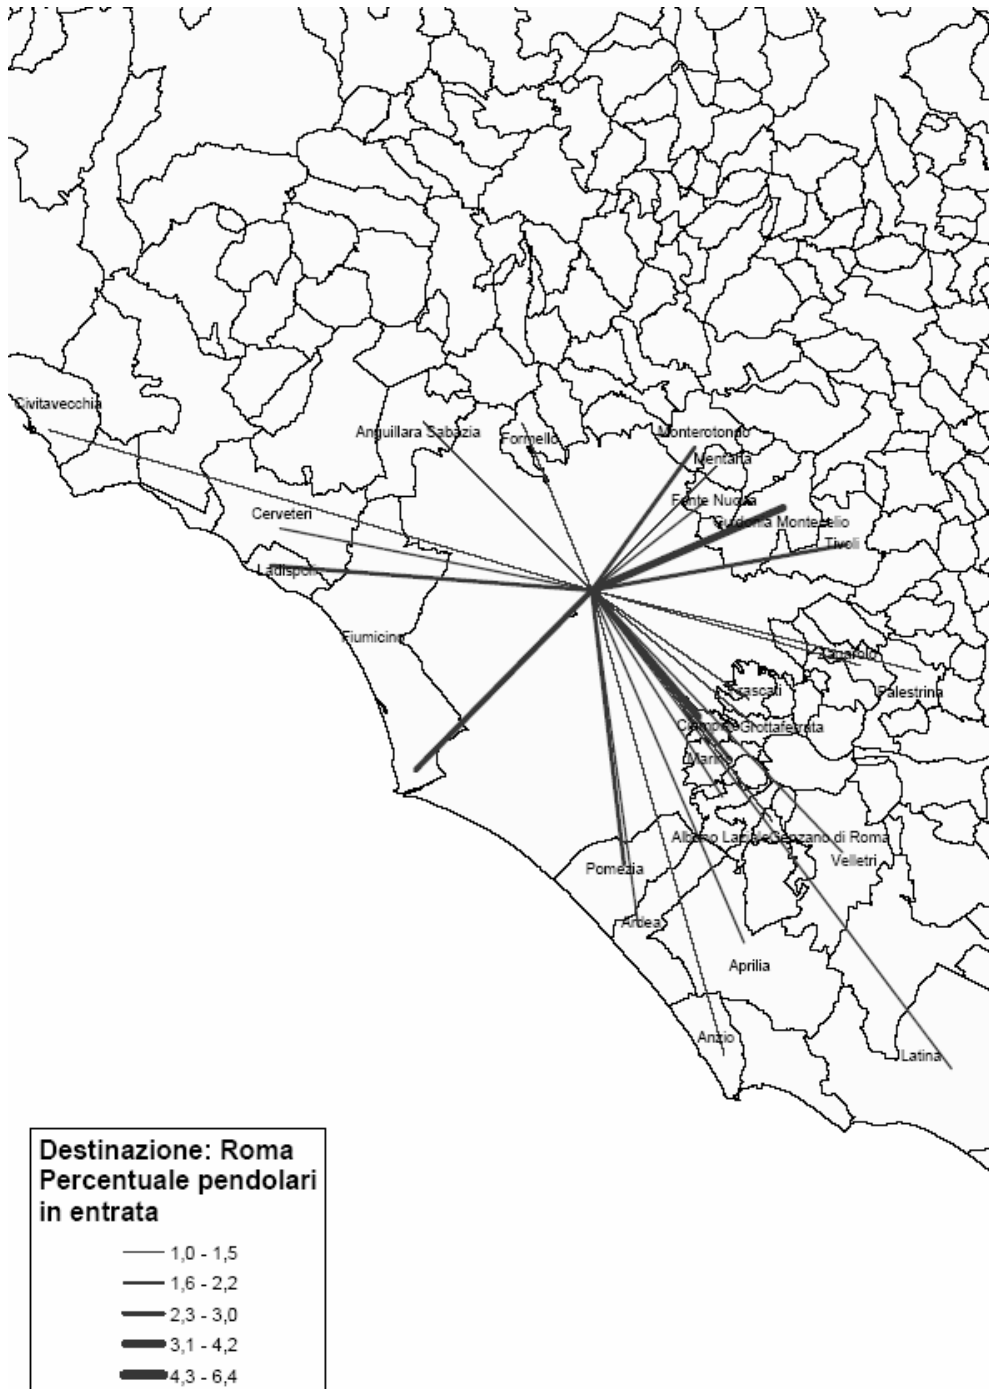 Civitavecchia
Anguillara Sabazia
Formello
Monterotondo
Mentana
Fonte Nuova
Cerveteri
Guidonia Montecelio
Tivoli
Ladispoli
Fiumicino
Zagarolo
Frascati
Palestrina
Ciampino
Grottaferrata
Marino
Albano Laziale
Genzano di Roma
Velletri
Pomezia
Ardea
Aprilia
Anzio
Latina
Destinazione: Roma
Percentuale pendolari
in entrata
1,0 - 1,5
1,6 - 2,2
2,3 - 3,0
3,1 - 4,2
4,3 - 6,4